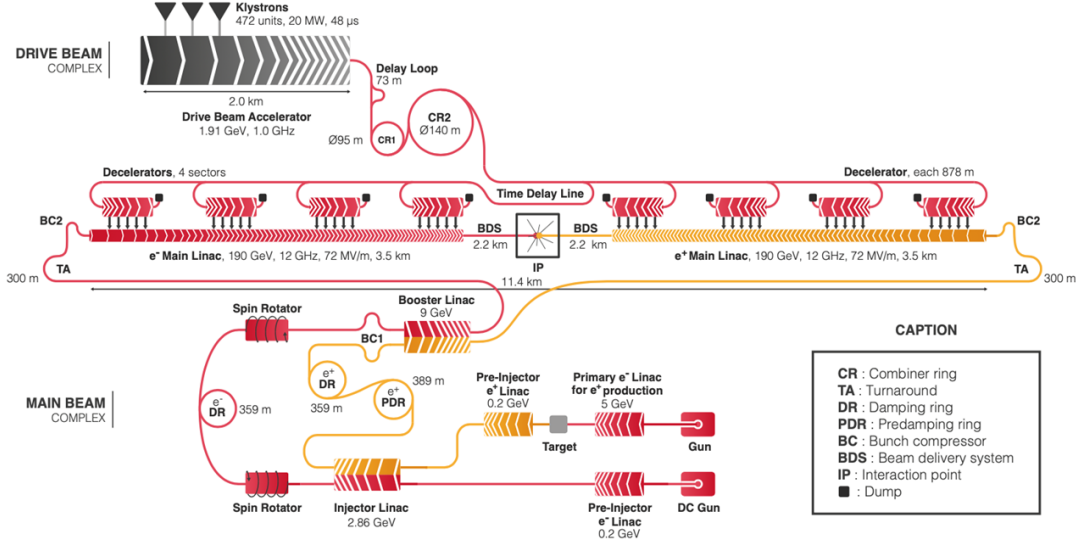 Klystrons
472 units, 20 MW, 48 µs
DRIVE BEAM
COMPLEX
Delay Loop
73 m
2.0 km
Drive Beam Accelerator
1.91 GeV, 1.0 GHz
CR2
Ø140 m
Ø95 m
CR1
Decelerators, 4 sectors
Decelerator, each 878 m
Time Delay Line
BC2
BC2
BDS
2.2 km
BDS
2.2 km
e⁻ Main Linac, 190 GeV, 12 GHz, 72 MV/m, 3.5 km
IP
e⁺ Main Linac, 190 GeV, 12 GHz, 72 MV/m, 3.5 km
TA
300 m
TA
300 m
11.4 km
Spin Rotator
Booster Linac
9 GeV
BC1
MAIN BEAM
COMPLEX
e⁻
DR
359 m
e⁺
DR
359 m
e⁺
PDR
389 m
Pre-Injector
e⁺ Linac
0.2 GeV
Primary e⁻ Linac
for e⁺ production
5 GeV
Target
Gun
Spin Rotator
Injector Linac
2.86 GeV
Pre-Injector
e⁻ Linac
0.2 GeV
DC Gun
CAPTION
CR : Combiner ring
TA : Turnaround
DR : Damping ring
PDR : Predamping ring
BC : Bunch compressor
BDS : Beam delivery system
IP : Interaction point
: Dump